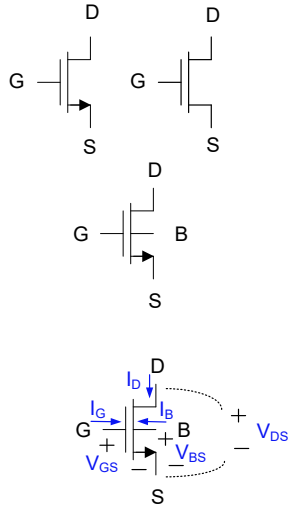 D D
G G
S S
D
G B
S
D
I_D
I_G I_B
G B
+ + +
V_GS V_BS V_DS
− − −
S